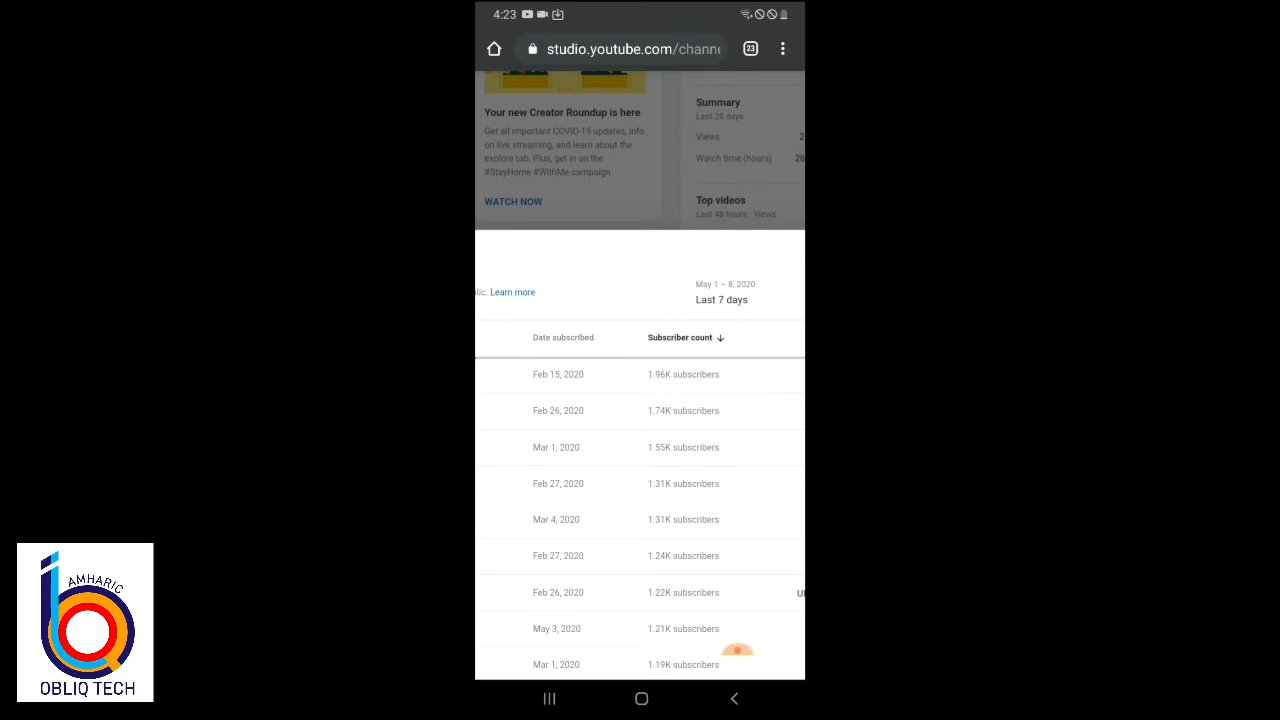 4:23
studio.youtube.com/channe
23
Your new Creator Roundup is here
Get all important COVID-19 updates, info
on live streaming, and learn about the
explore tab. Plus, get in on the
#StayHome #WithMe campaign
WATCH NOW
Summary
Last 28 days
Views 2
Watch time (hours) 26
Top videos
Last 48 hours · Views
olic. Learn more
May 1 – 8, 2020
Last 7 days
Date subscribed Subscriber count
Feb 15, 2020 1.96K subscribers
Feb 26, 2020 1.74K subscribers
Mar 1, 2020 1.55K subscribers
Feb 27, 2020 1.31K subscribers
Mar 4, 2020 1.31K subscribers
Feb 27, 2020 1.24K subscribers
Feb 26, 2020 1.22K subscribers
May 3, 2020 1.21K subscribers
Mar 1, 2020 1.19K subscribers
AMHARIC
OBLIQ TECH